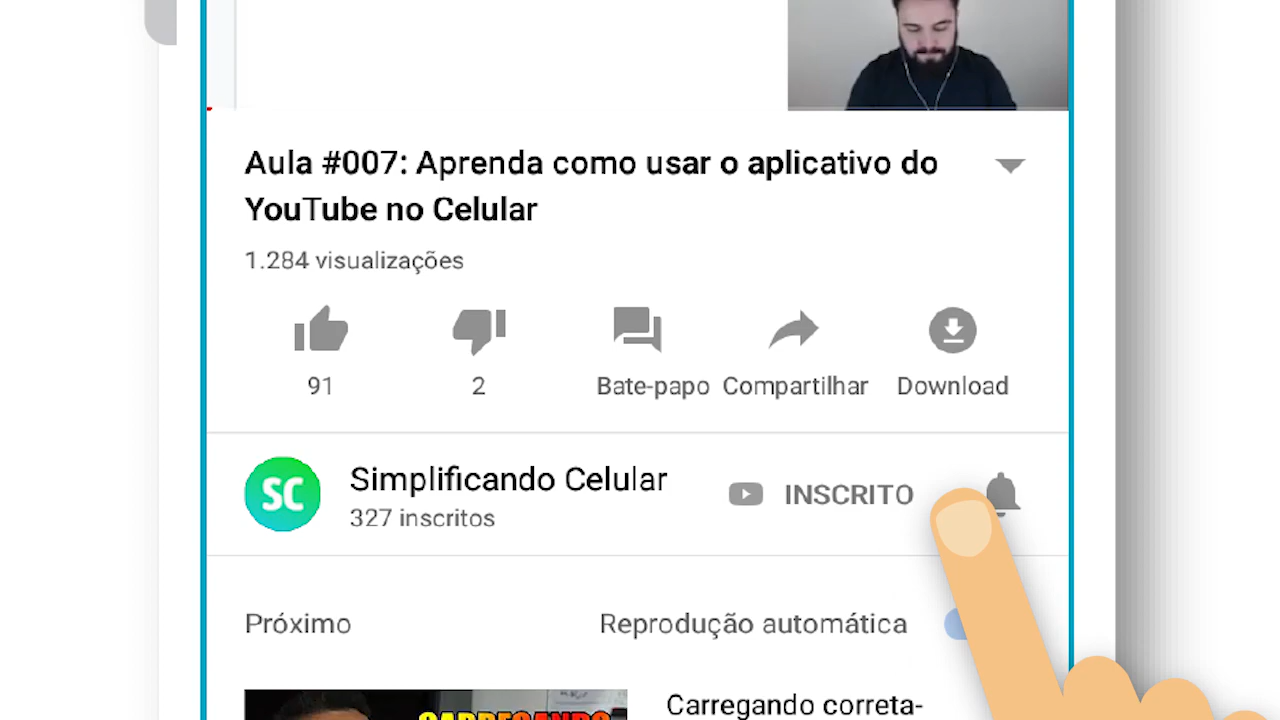 Aula #007: Aprenda como usar o aplicativo do
YouTube no Celular
1.284 visualizações
91
2
Bate-papo
Compartilhar
Download
SC
Simplificando Celular
327 inscritos
INSCRITO
Próximo
Reprodução automática
CARREGANDO
Carregando correta-